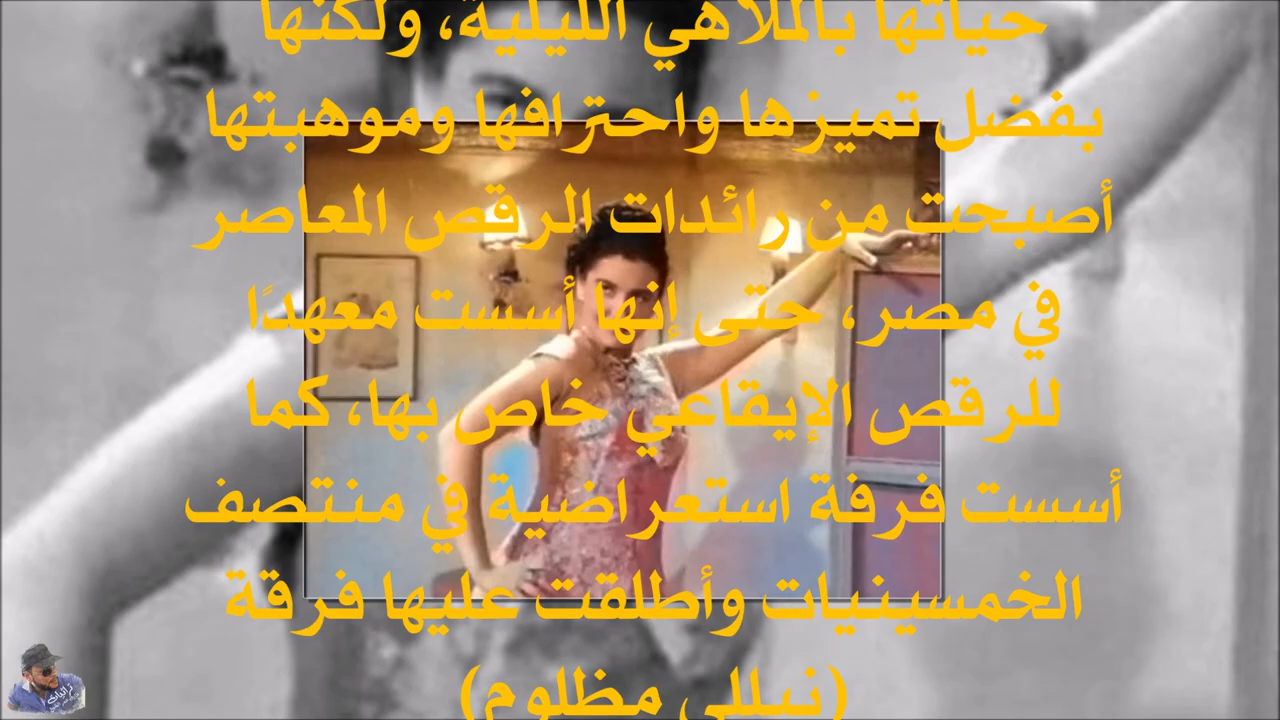 حياتها بالملاهي الليلية، ولكنها
بفضل تميزها واحترافها وموهبتها
أصبحت من رائدات الرقص المعاصر
في مصر، حتى إنها أسست معهدًا
للرقص الإيقاعي خاص بها، كما
أسست فرفة استعراضية في منتصف
الخمسينيات وأطلقت عليها فرقة
(نيللي مظلوم)